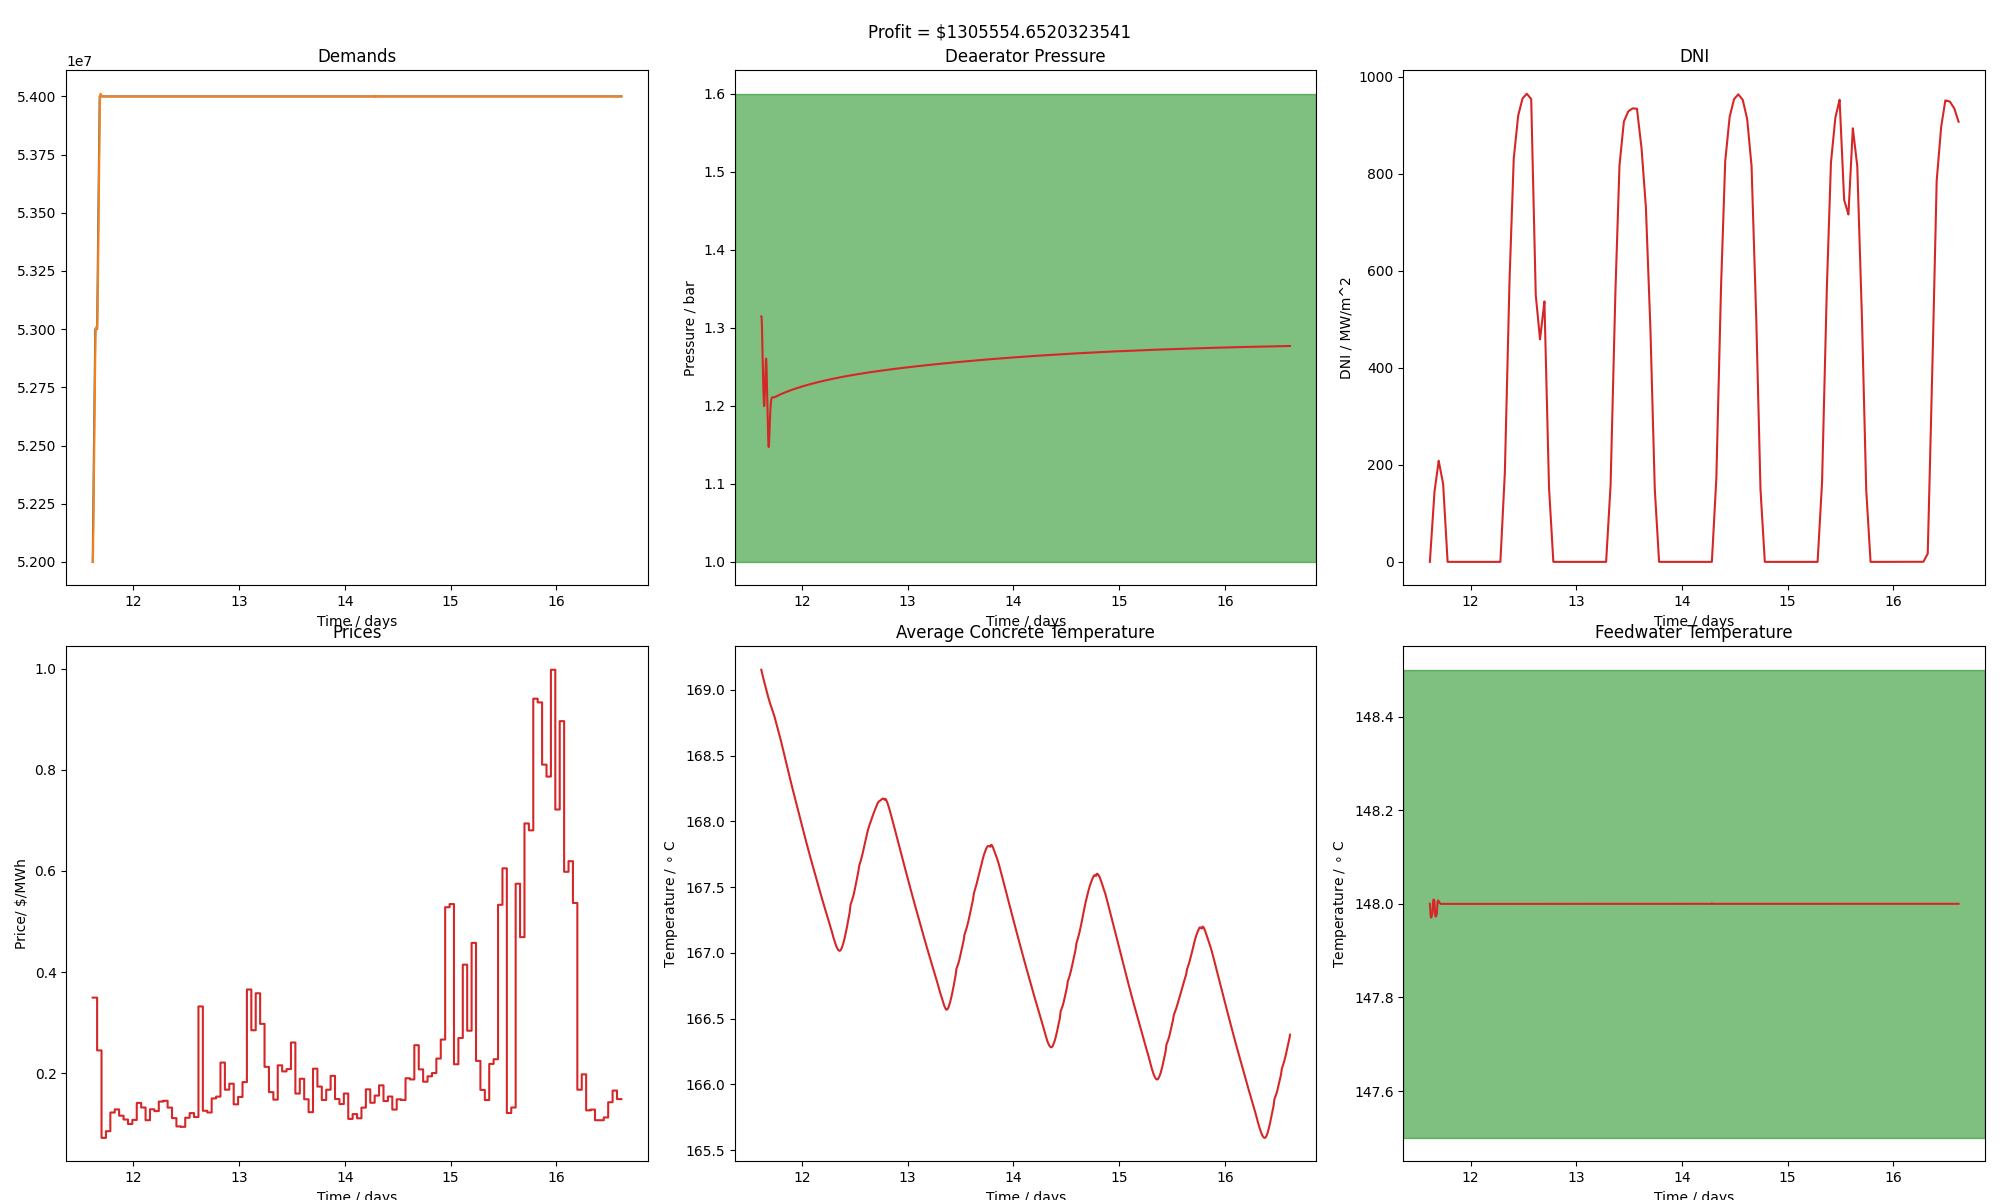 Profit = $1305554.6520323541
Demands
1e7
5.400
5.375
5.350
5.325
5.300
5.275
5.250
5.225
5.200
12 13 14 15 16
Time / days
Deaerator Pressure
Pressure / bar
1.6
1.5
1.4
1.3
1.2
1.1
1.0
12 13 14 15 16
Time / days
DNI
DNI / MW/m^2
1000
800
600
400
200
0
12 13 14 15 16
Time / days
Prices
Price/ $/MWh
1.0
0.8
0.6
0.4
0.2
12 13 14 15 16
Time / days
Average Concrete Temperature
Temperature / ∘ C
169.0
168.5
168.0
167.5
167.0
166.5
166.0
165.5
12 13 14 15 16
Time / days
Feedwater Temperature
Temperature / ∘ C
148.4
148.2
148.0
147.8
147.6
12 13 14 15 16
Time / days